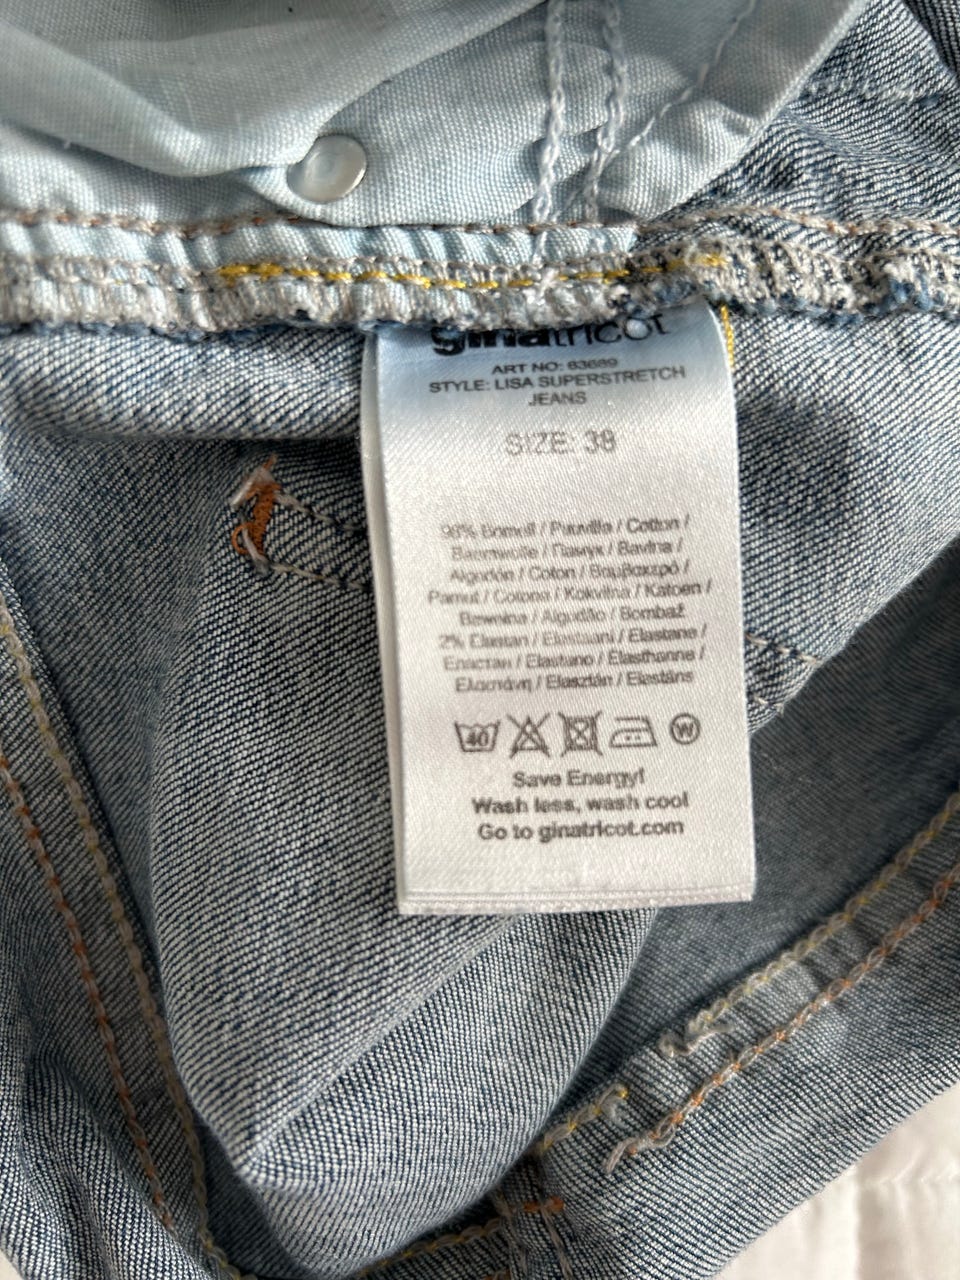 ginatricot
ART NO: 63689
STYLE: LISA SUPERSTRETCH
JEANS
SIZE: 38
98% Bomull / Puuvilla / Cotton /
Baumwolle / Памук / Bavlna /
Algodón / Coton / Βαμβακερό /
Pamut / Cotone / Kokvilna / Katoen /
Bawełna / Algodão / Bombaž
2% Elastan / Elastaani / Elastane /
Еластан / Elastano / Elasthanne /
Ελαστάνη / Elasztán / Elastāns
40
W
Save Energy!
Wash less, wash cool
Go to ginatricot.com